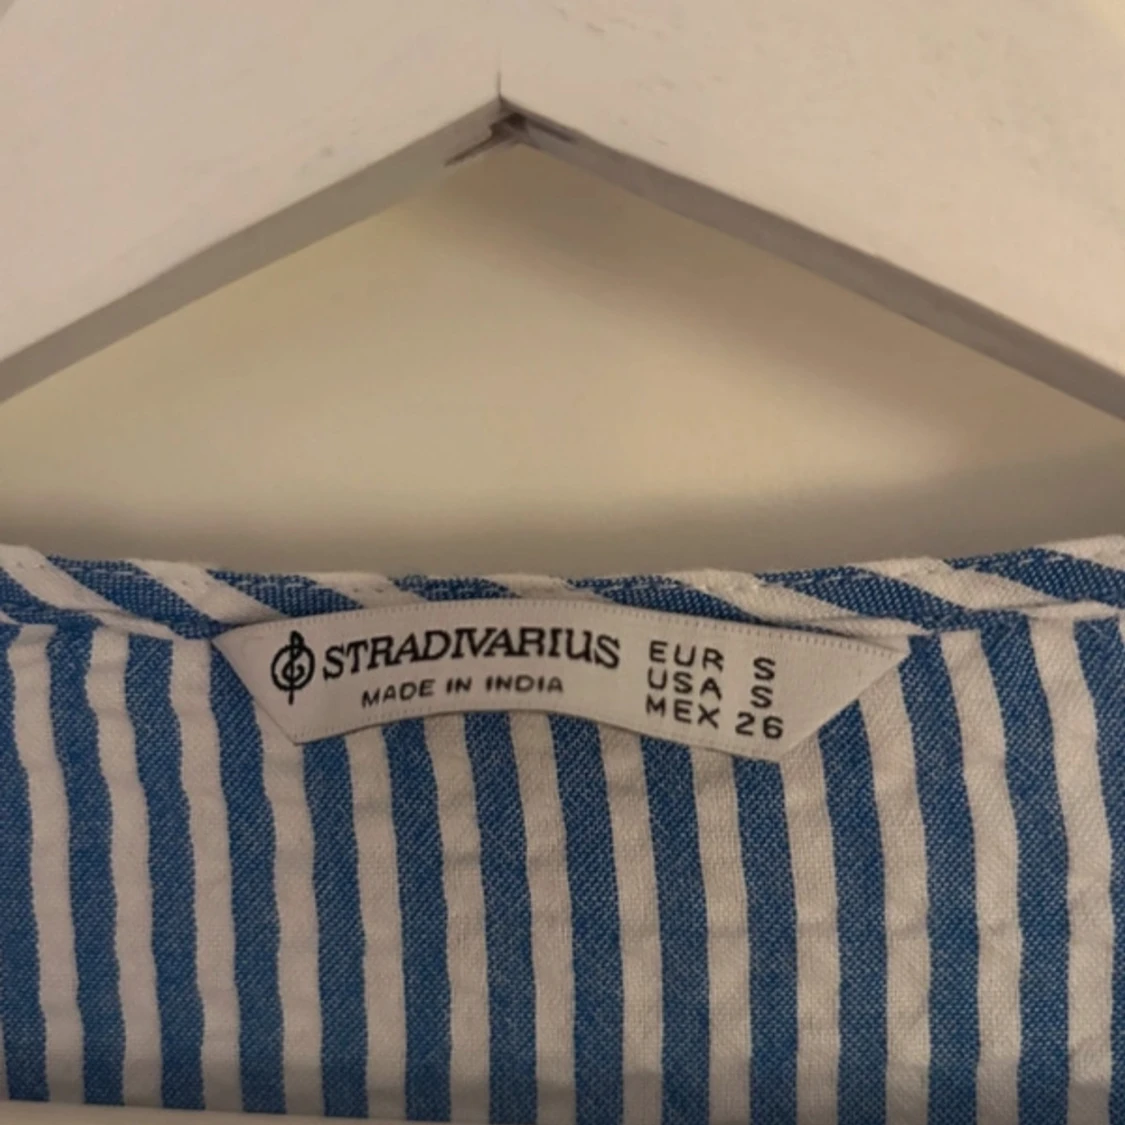 STRADIVARIUS
MADE IN INDIA
EUR S
USA S
MEX 26